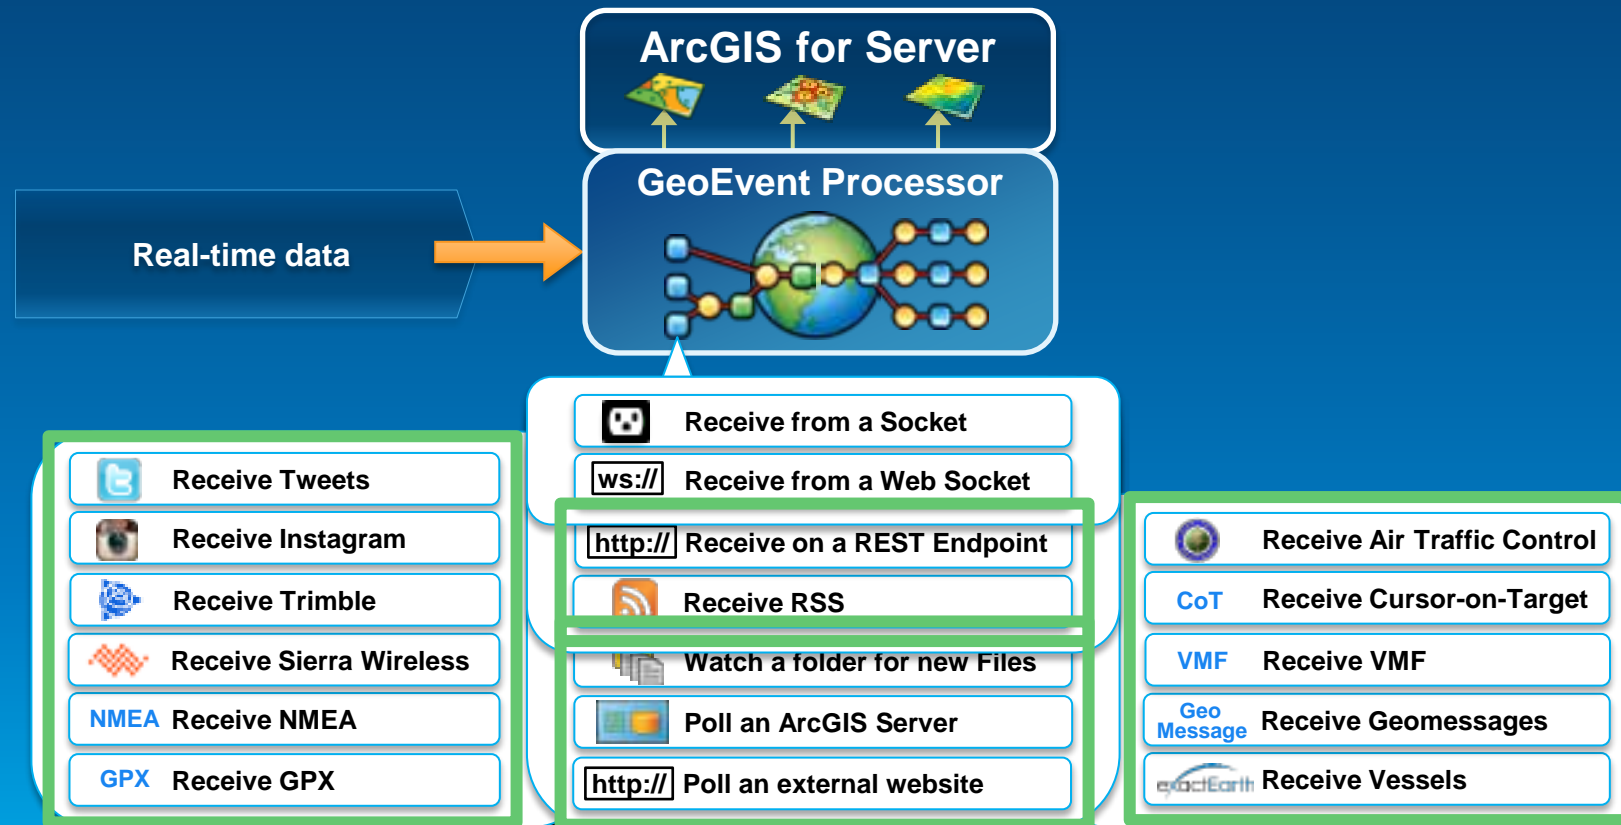 ArcGIS for Server
GeoEvent Processor
Real-time data
Receive from a Socket
ws:// Receive from a Web Socket
http:// Receive on a REST Endpoint
Receive RSS
Watch a folder for new Files
Poll an ArcGIS Server
http:// Poll an external website
Receive Tweets
Receive Instagram
Receive Trimble
Receive Sierra Wireless
NMEA Receive NMEA
GPX Receive GPX
Receive Air Traffic Control
CoT Receive Cursor-on-Target
VMF Receive VMF
Geo
Message Receive Geomessages
exactEarth Receive Vessels